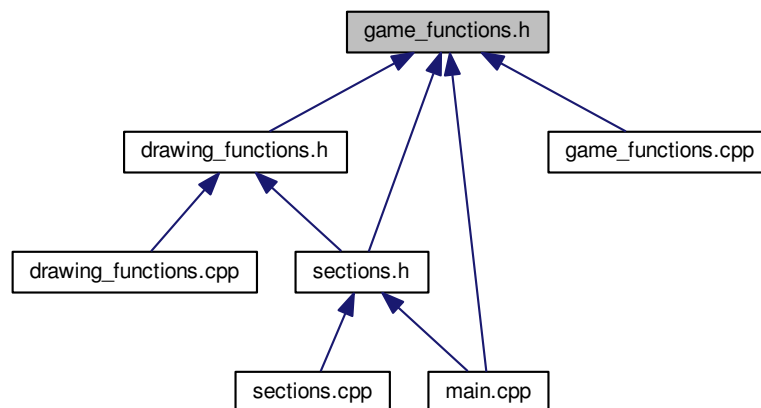 game_functions.h
drawing_functions.h
game_functions.cpp
drawing_functions.cpp
sections.h
sections.cpp
main.cpp